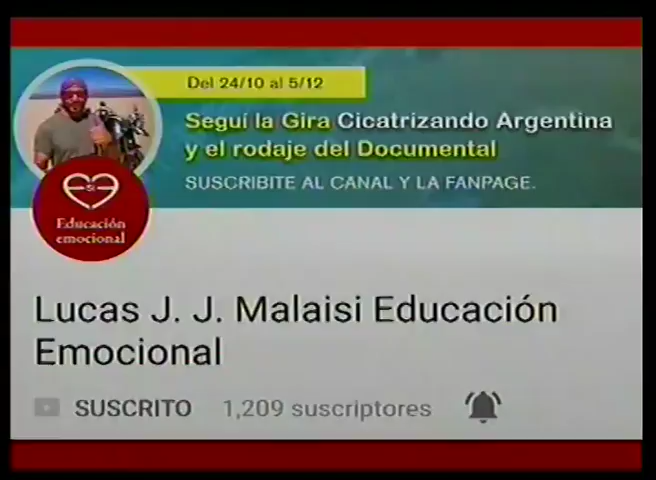 Del 24/10 al 5/12
Seguí la Gira Cicatrizando Argentina
y el rodaje del Documental
SUSCRIBITE AL CANAL Y LA FANPAGE.
SI
Educación
emocional
Lucas J. J. Malaisi Educación
Emocional
SUSCRITO 1,209 suscriptores